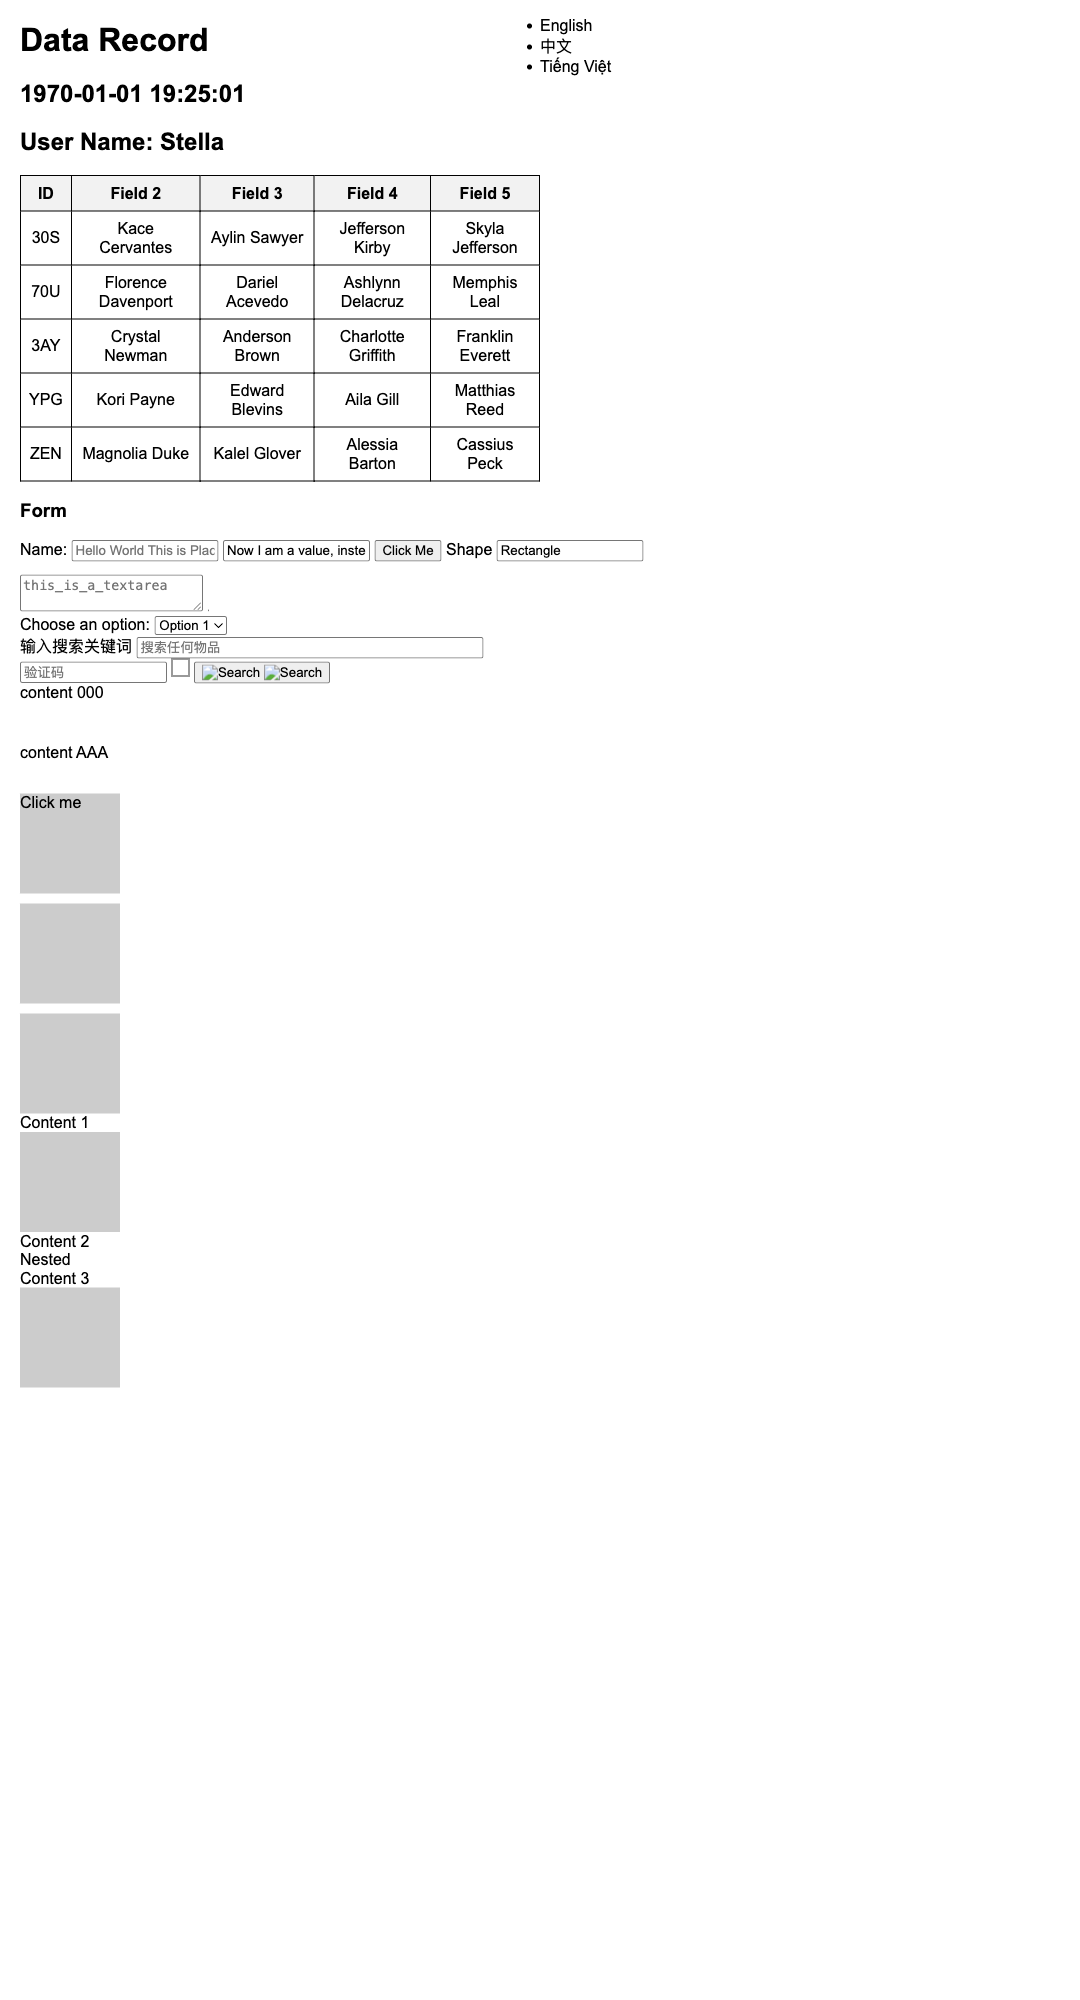 Data Record
English
中文
Tiếng Việt
1970-01-01 19:25:01
User Name: Stella
ID Field 2 Field 3 Field 4 Field 5
30S Kace Cervantes Aylin Sawyer Jefferson Kirby Skyla Jefferson
70U Florence Davenport Dariel Acevedo Ashlynn Delacruz Memphis Leal
3AY Crystal Newman Anderson Brown Charlotte Griffith Franklin Everett
YPG Kori Payne Edward Blevins Aila Gill Matthias Reed
ZEN Magnolia Duke Kalel Glover Alessia Barton Cassius Peck
Form
Name: Hello World This is Plac Now I am a value, inste Click Me Shape Rectangle
this_is_a_textarea .
Choose an option: Option 1
输入搜索关键词 搜索任何物品
验证码 Search Search
content 000
content AAA
Click me
Content 1
Content 2
Nested
Content 3